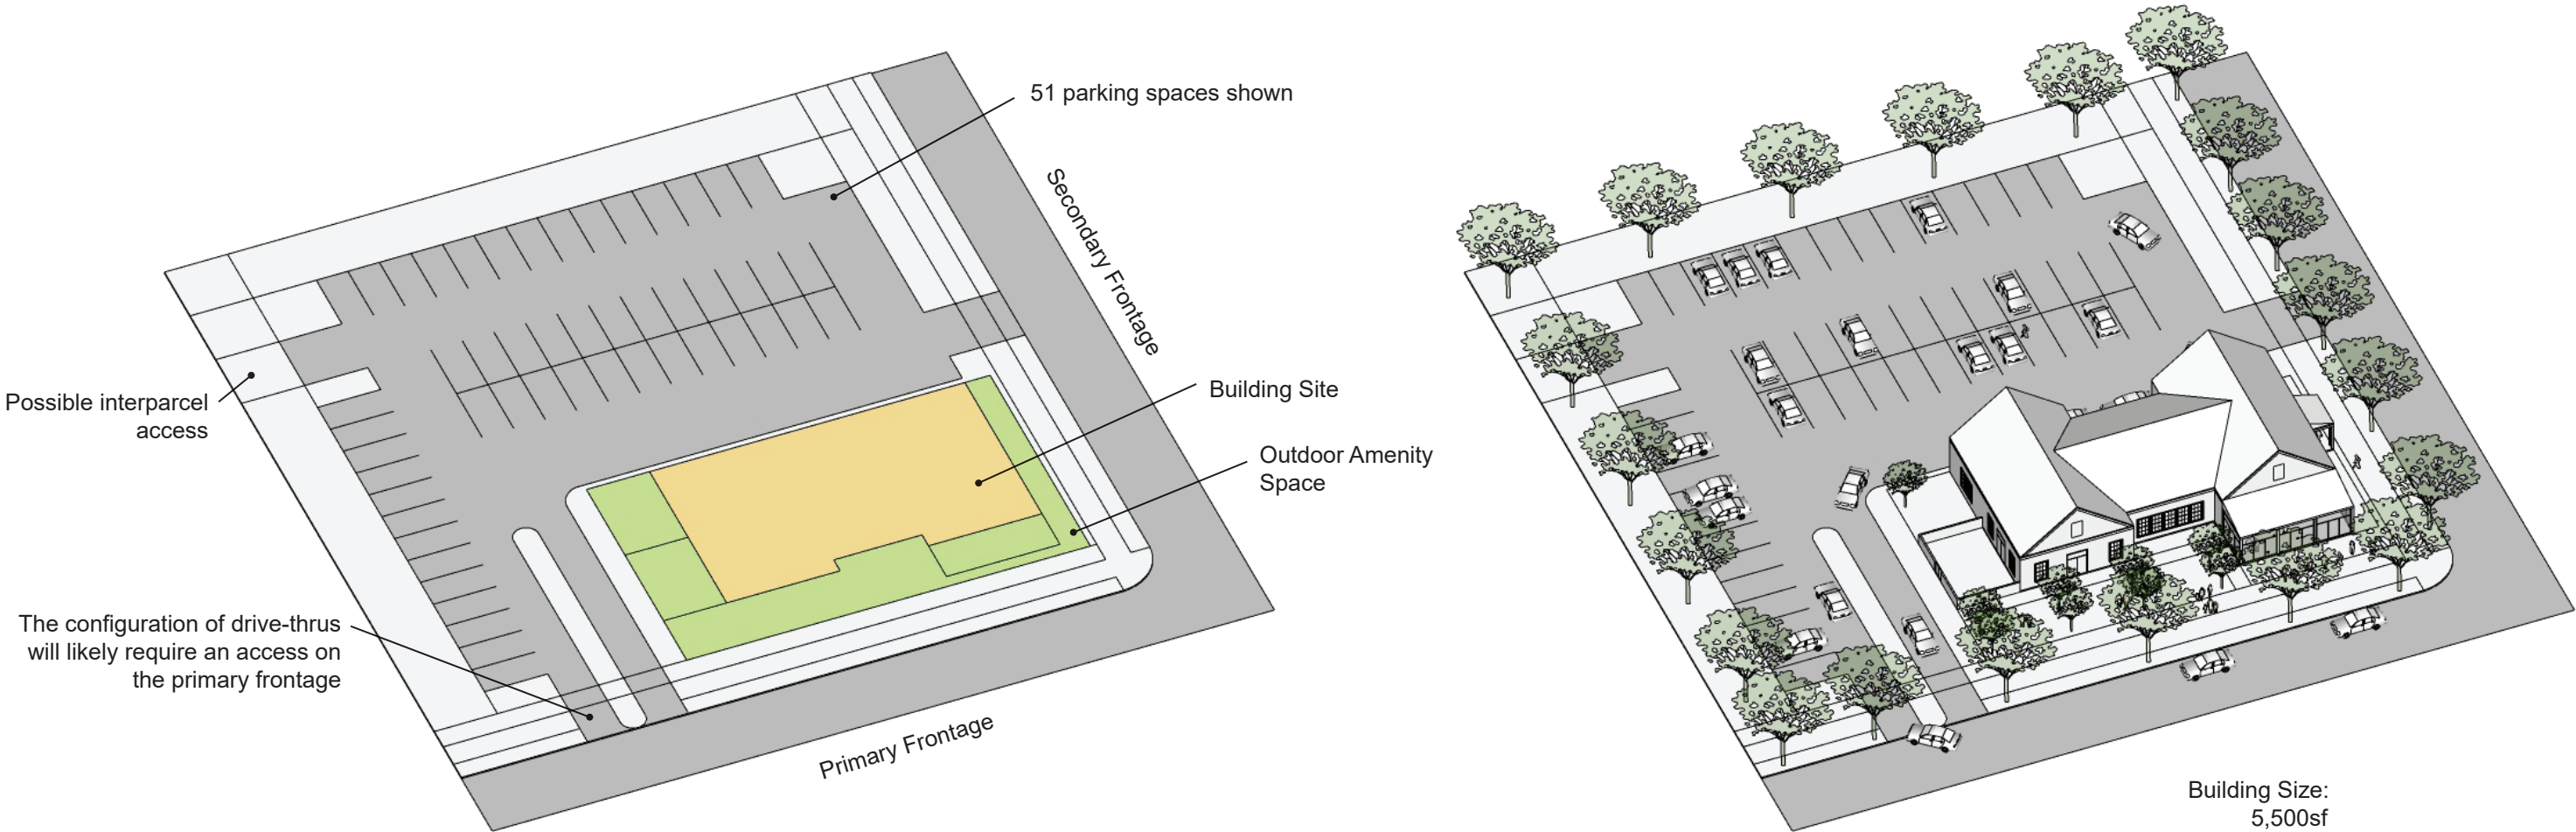 51 parking spaces shown
Secondary Frontage
Building Site
Possible interparcel
access
Outdoor Amenity
Space
The configuration of drive-thrus
will likely require an access on
the primary frontage
Primary Frontage
Building Size:
5,500sf